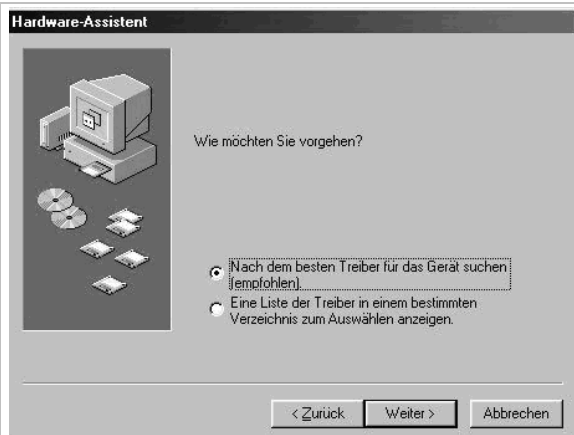 Hardware-Assistent
Wie möchten Sie vorgehen?
Nach dem besten Treiber für das Gerät suchen
(empfohlen).
Eine Liste der Treiber in einem bestimmten
Verzeichnis zum Auswählen anzeigen.
< Zurück Weiter > Abbrechen